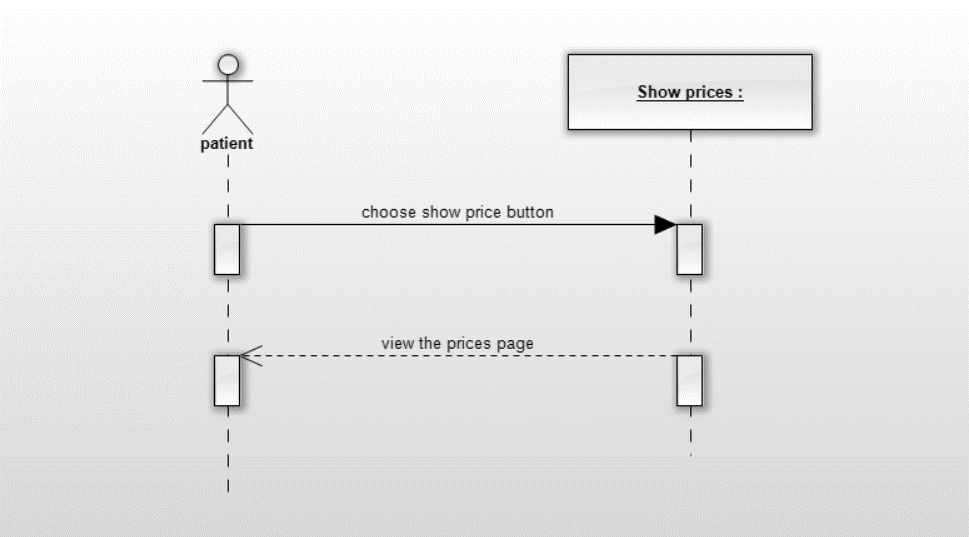 patient
Show prices :
choose show price button
view the prices page